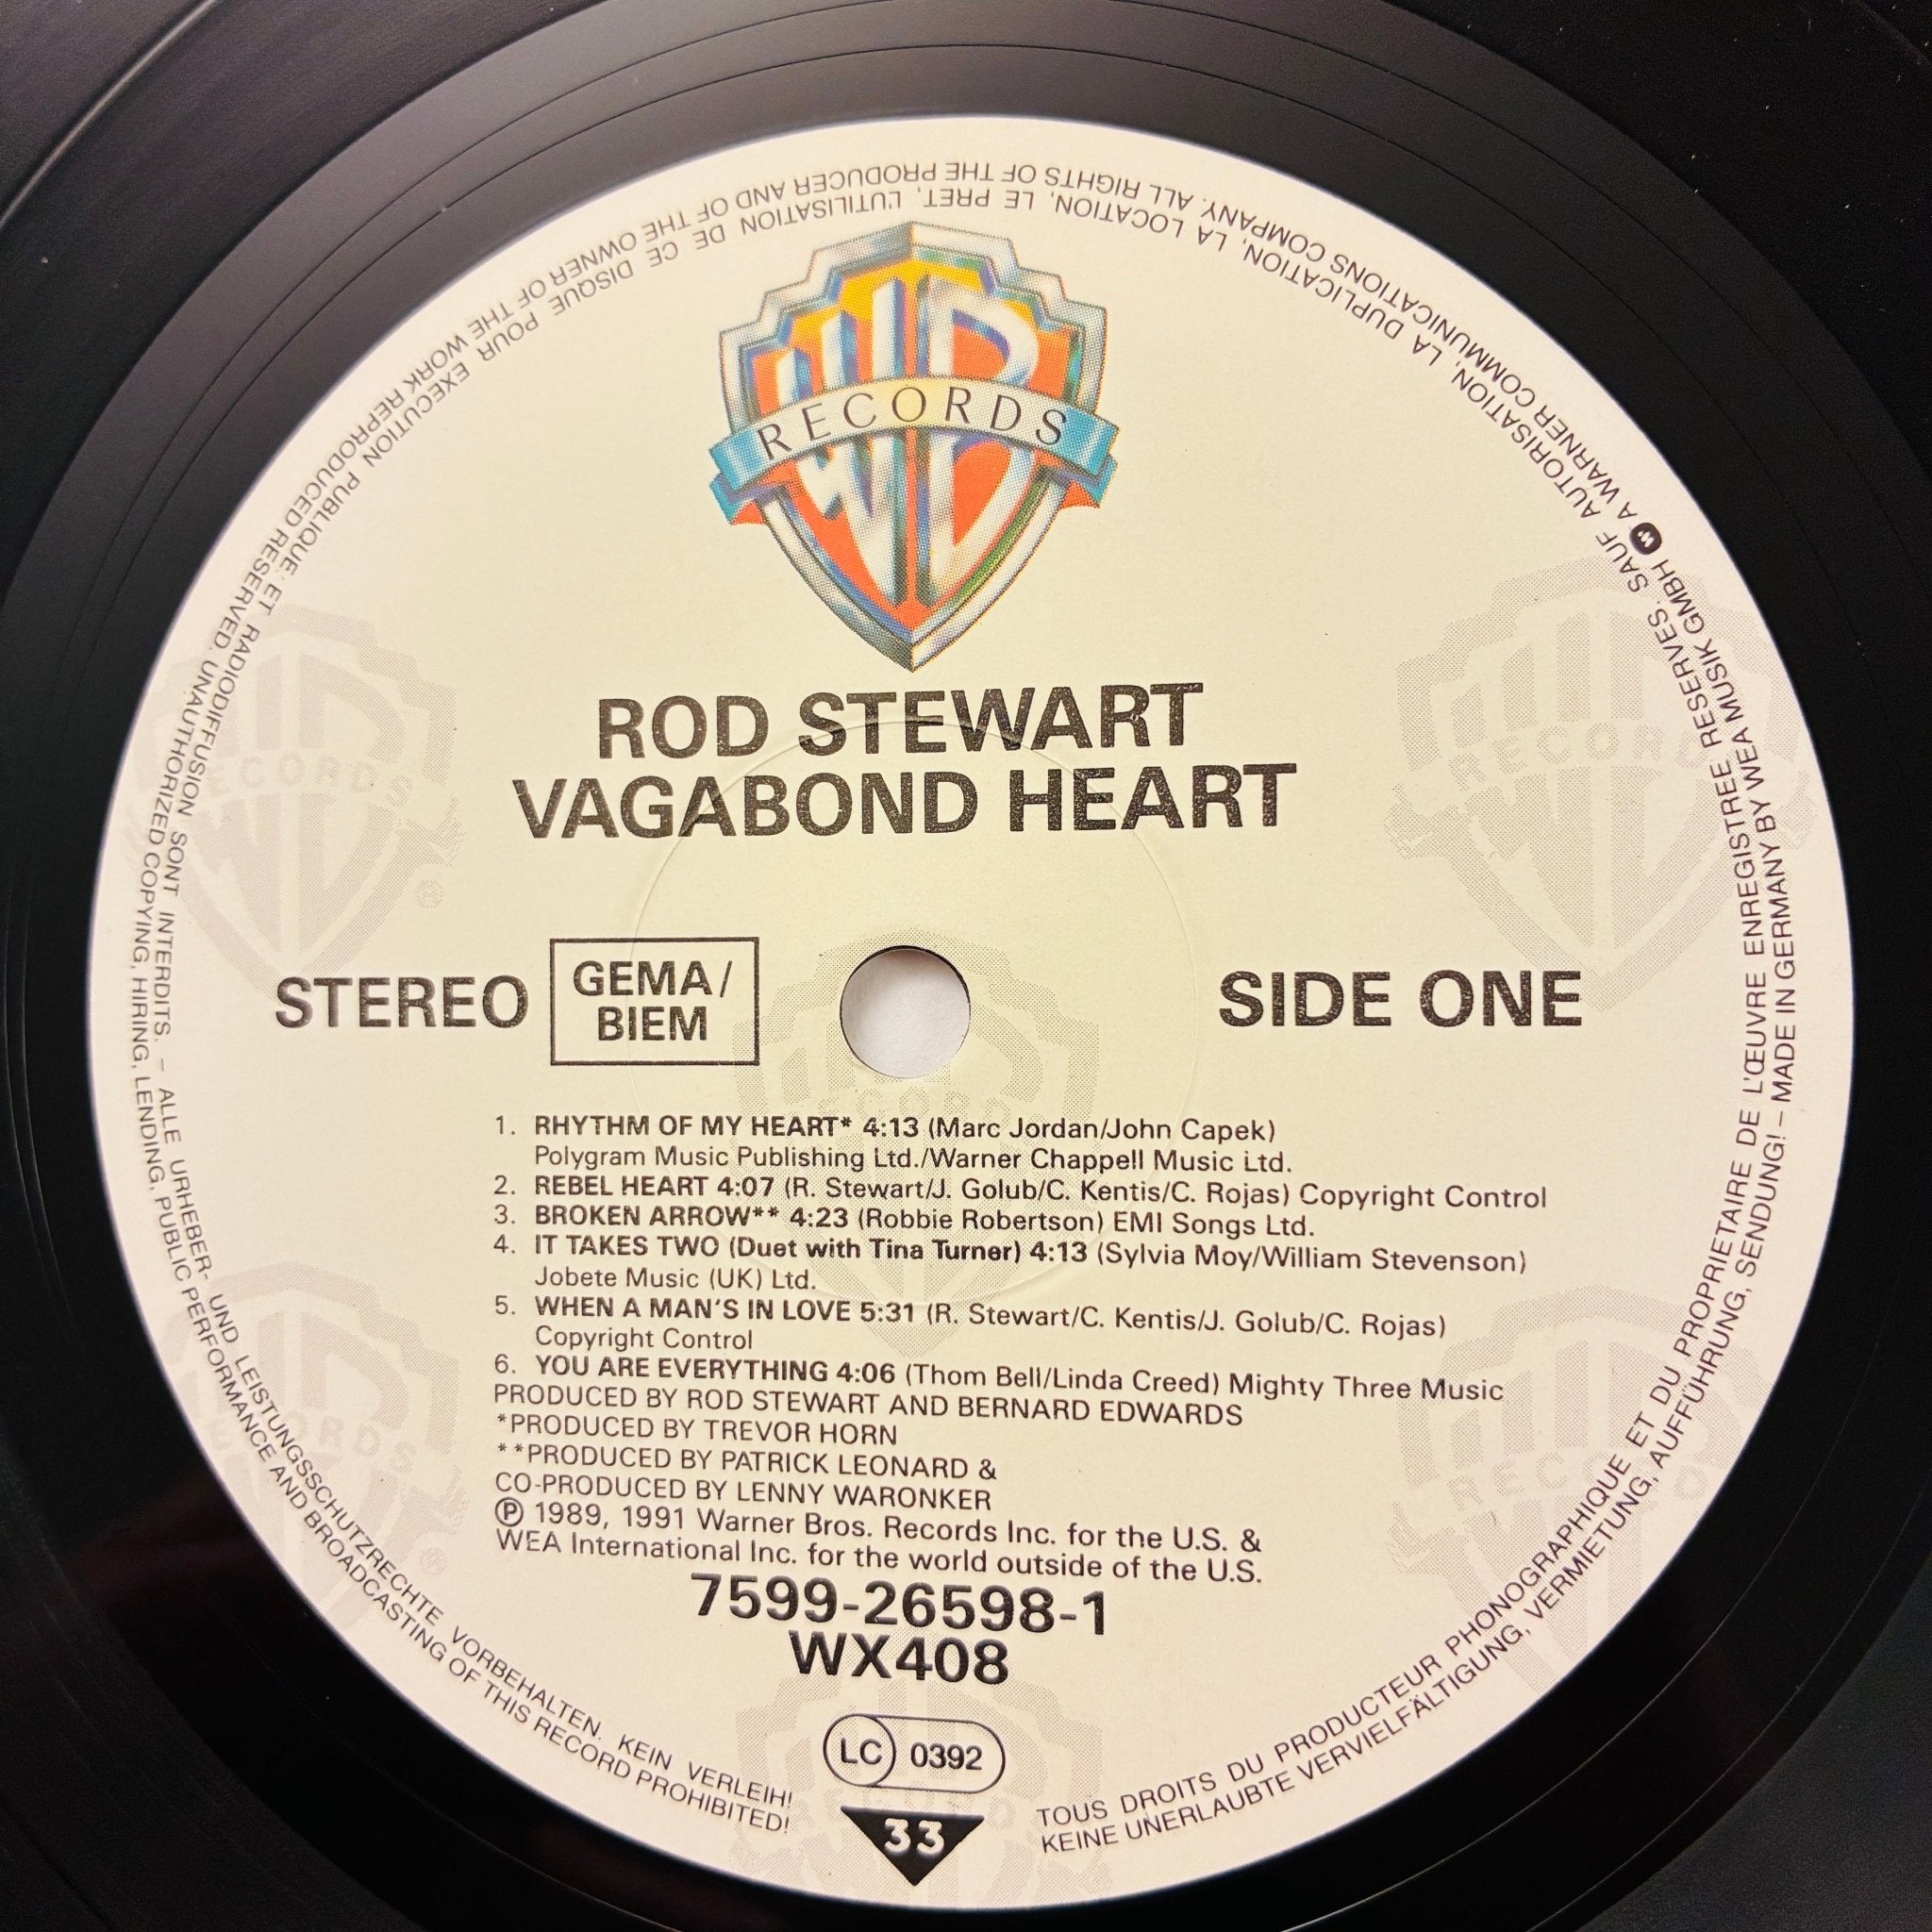 RECORDS
ROD STEWART
VAGABOND HEART
STEREO
GEMA/
BIEM
SIDE ONE
1. RHYTHM OF MY HEART* 4:13 (Marc Jordan/John Capek)
Polygram Music Publishing Ltd./Warner Chappell Music Ltd.
2. REBEL HEART 4:07 (R. Stewart/J. Golub/C. Kentis/C. Rojas) Copyright Control
3. BROKEN ARROW** 4:23 (Robbie Robertson) EMI Songs Ltd.
4. IT TAKES TWO (Duet with Tina Turner) 4:13 (Sylvia Moy/William Stevenson)
Jobete Music (UK) Ltd.
5. WHEN A MAN'S IN LOVE 5:31 (R. Stewart/C. Kentis/J. Golub/C. Rojas)
Copyright Control
6. YOU ARE EVERYTHING 4:06 (Thom Bell/Linda Creed) Mighty Three Music
PRODUCED BY ROD STEWART AND BERNARD EDWARDS
*PRODUCED BY TREVOR HORN
**PRODUCED BY PATRICK LEONARD &
CO-PRODUCED BY LENNY WARONKER
Ⓟ 1989, 1991 Warner Bros. Records Inc. for the U.S. &
WEA International Inc. for the world outside of the U.S.
7599-26598-1
WX408
LC 0392
33
TOUS DROITS DU PRODUCTEUR PHONOGRAPHIQUE ET DU PROPRIETAIRE DE L'ŒUVRE ENREGISTREE RESERVES. SAUF AUTORISATION, LA DUPLICATION, LA LOCATION, LE PRET, L'UTILISATION DE CE DISQUE POUR EXECUTION PUBLIQUE ET RADIODIFFUSION SONT INTERDITS. – ALLE URHEBER- UND LEISTUNGSSCHUTZRECHTE VORBEHALTEN. KEIN VERLEIH!
KEINE UNERLAUBTE VERVIELFÄLTIGUNG, VERMIETUNG, AUFFÜHRUNG, SENDUNG! – MADE IN GERMANY BY WEA MUSIK GMBH A WARNER COMMUNICATIONS COMPANY. ALL RIGHTS OF THE PRODUCER AND OF THE OWNER OF THE WORK REPRODUCED RESERVED. UNAUTHORIZED COPYING, HIRING, LENDING, PUBLIC PERFORMANCE AND BROADCASTING OF THIS RECORD PROHIBITED!